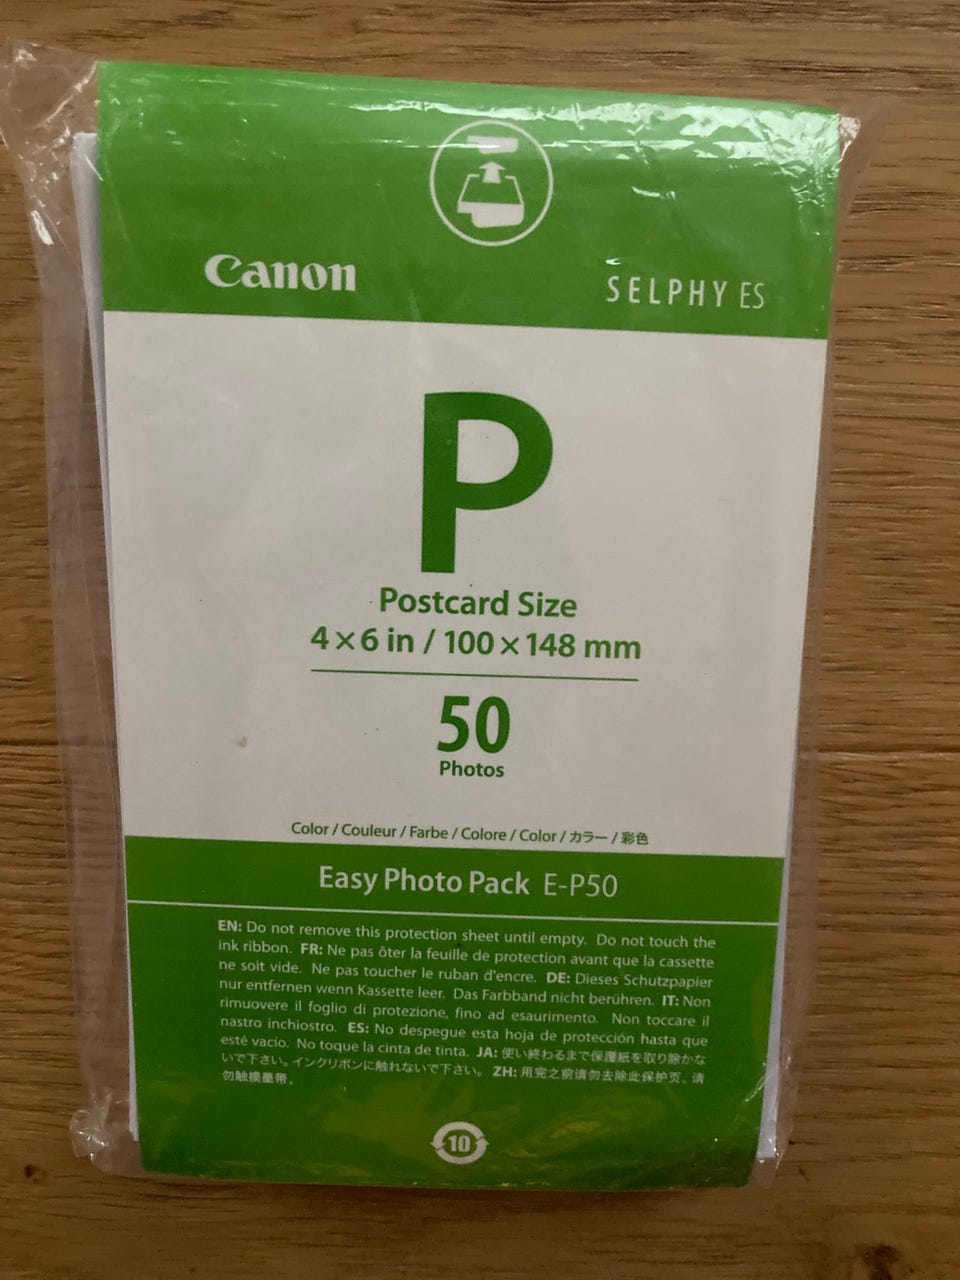 Canon
SELPHY ES
P
Postcard Size
4×6 in / 100×148 mm
50
Photos
Color / Couleur / Farbe / Colore / Color / カラー / 彩色
Easy Photo Pack E-P50
EN: Do not remove this protection sheet until empty. Do not touch the
ink ribbon. FR: Ne pas ôter la feuille de protection avant que la cassette
ne soit vide. Ne pas toucher le ruban d'encre. DE: Dieses Schutzpapier
nur entfernen wenn Kassette leer. Das Farbband nicht berühren. IT: Non
rimuovere il foglio di protezione, fino ad esaurimento. Non toccare il
nastro inchiostro. ES: No despegue esta hoja de protección hasta que
esté vacío. No toque la cinta de tinta. JA: 使い終わるまで保護紙を取り除かな
いで下さい。インクリボンに触れないで下さい。 ZH: 用完之前请勿去除此保护页。请
勿触摸墨带。
10